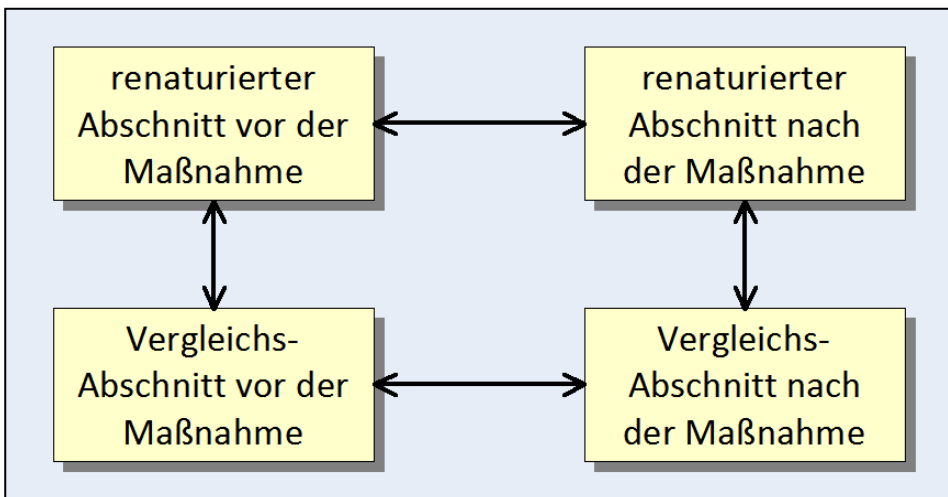 renaturierter
Abschnitt vor der
Maßnahme
renaturierter
Abschnitt nach
der Maßnahme
Vergleichs-
Abschnitt vor der
Maßnahme
Vergleichs-
Abschnitt nach
der Maßnahme